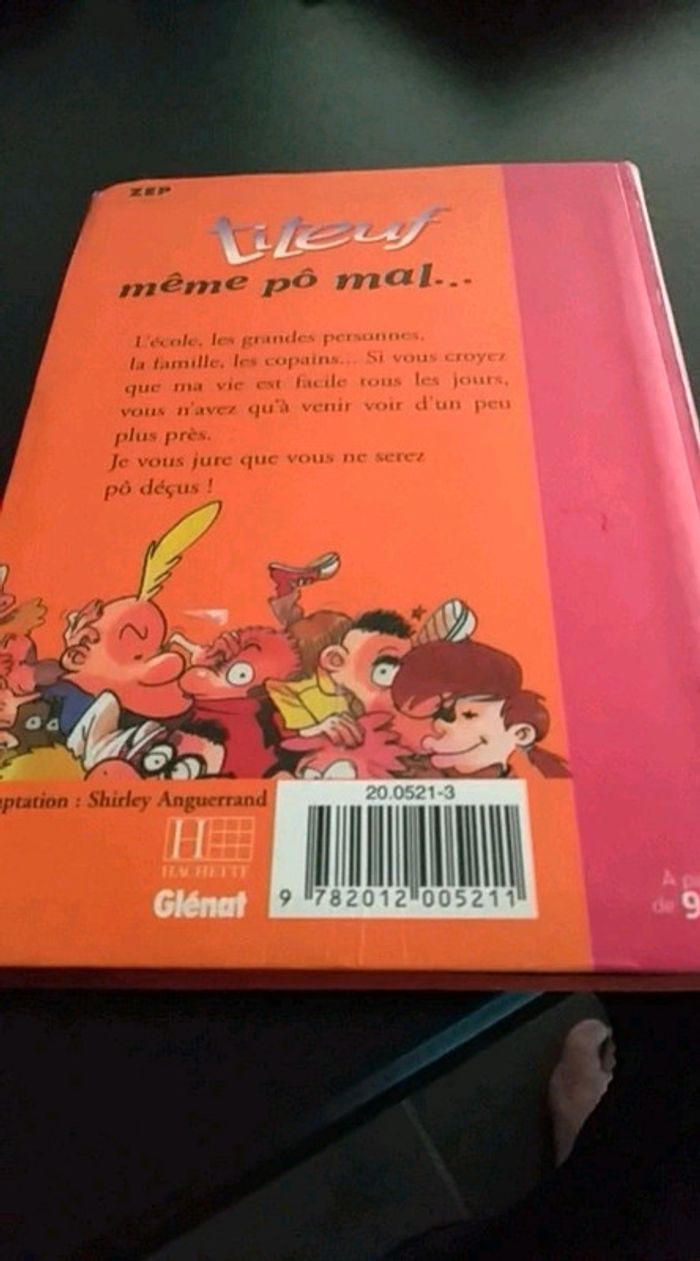 ZEP
titeuf
même pô mal...
L'école, les grandes personnes,
la famille, les copains... Si vous croyez
que ma vie est facile tous les jours,
vous n'avez qu'à venir voir d'un peu
plus près.
Je vous jure que vous ne serez
pô déçus !
ptation : Shirley Anguerrand
20.0521-3
H
HACHETTE
Glénat
9 782012 005211
À pa
de 9